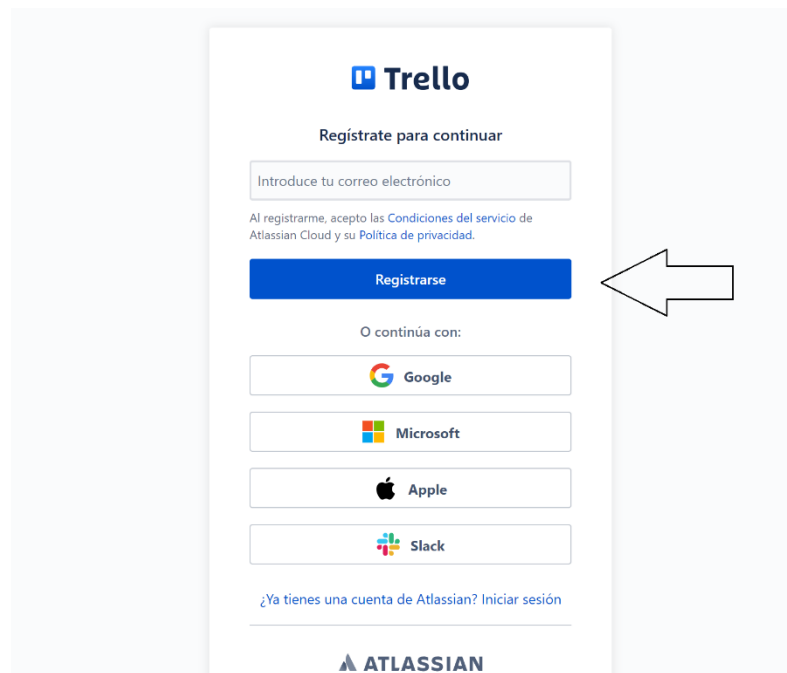 Trello
Regístrate para continuar
Introduce tu correo electrónico
Al registrarme, acepto las Condiciones del servicio de
Atlassian Cloud y su Política de privacidad.
Registrarse
O continúa con:
Google
Microsoft
Apple
Slack
¿Ya tienes una cuenta de Atlassian? Iniciar sesión
ATLASSIAN